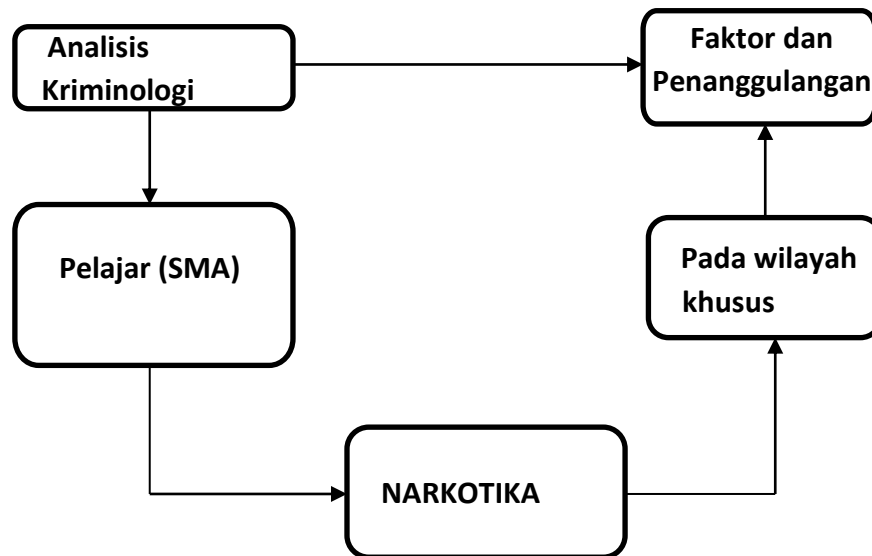 Analisis
Kriminologi
Faktor dan
Penanggulangan
Pelajar (SMA)
Pada wilayah
khusus
NARKOTIKA